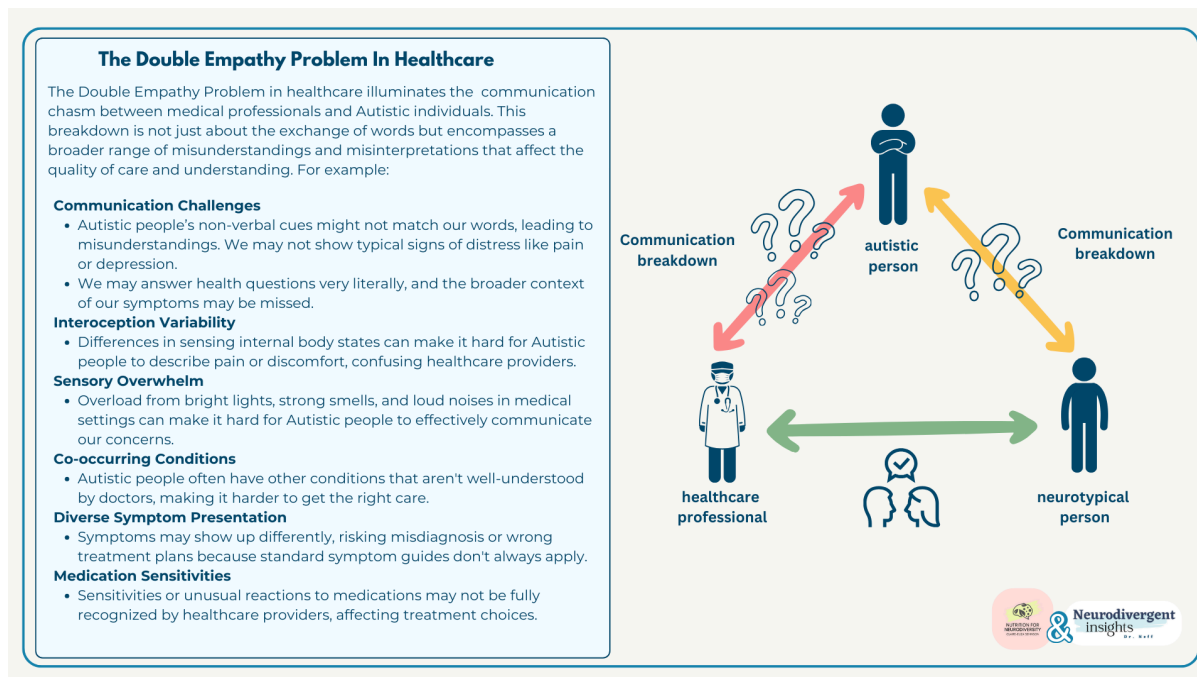 The Double Empathy Problem In Healthcare
The Double Empathy Problem in healthcare illuminates the communication
chasm between medical professionals and Autistic individuals. This
breakdown is not just about the exchange of words but encompasses a
broader range of misunderstandings and misinterpretations that affect the
quality of care and understanding. For example:
Communication Challenges
• Autistic people's non-verbal cues might not match our words, leading to
misunderstandings. We may not show typical signs of distress like pain
or depression.
• We may answer health questions very literally, and the broader context
of our symptoms may be missed.
Interoception Variability
• Differences in sensing internal body states can make it hard for Autistic
people to describe pain or discomfort, confusing healthcare providers.
Sensory Overwhelm
• Overload from bright lights, strong smells, and loud noises in medical
settings can make it hard for Autistic people to effectively communicate
our concerns.
Co-occurring Conditions
• Autistic people often have other conditions that aren't well-understood
by doctors, making it harder to get the right care.
Diverse Symptom Presentation
• Symptoms may show up differently, risking misdiagnosis or wrong
treatment plans because standard symptom guides don't always apply.
Medication Sensitivities
• Sensitivities or unusual reactions to medications may not be fully
recognized by healthcare providers, affecting treatment choices.
Communication
breakdown
? ? ?
? ? ?
autistic
person
? ? ?
Communication
breakdown
healthcare
professional
neurotypical
person
NUTRITION FOR
NEURODIVERSITY
&
Neurodivergent
insights
Dr. Neff